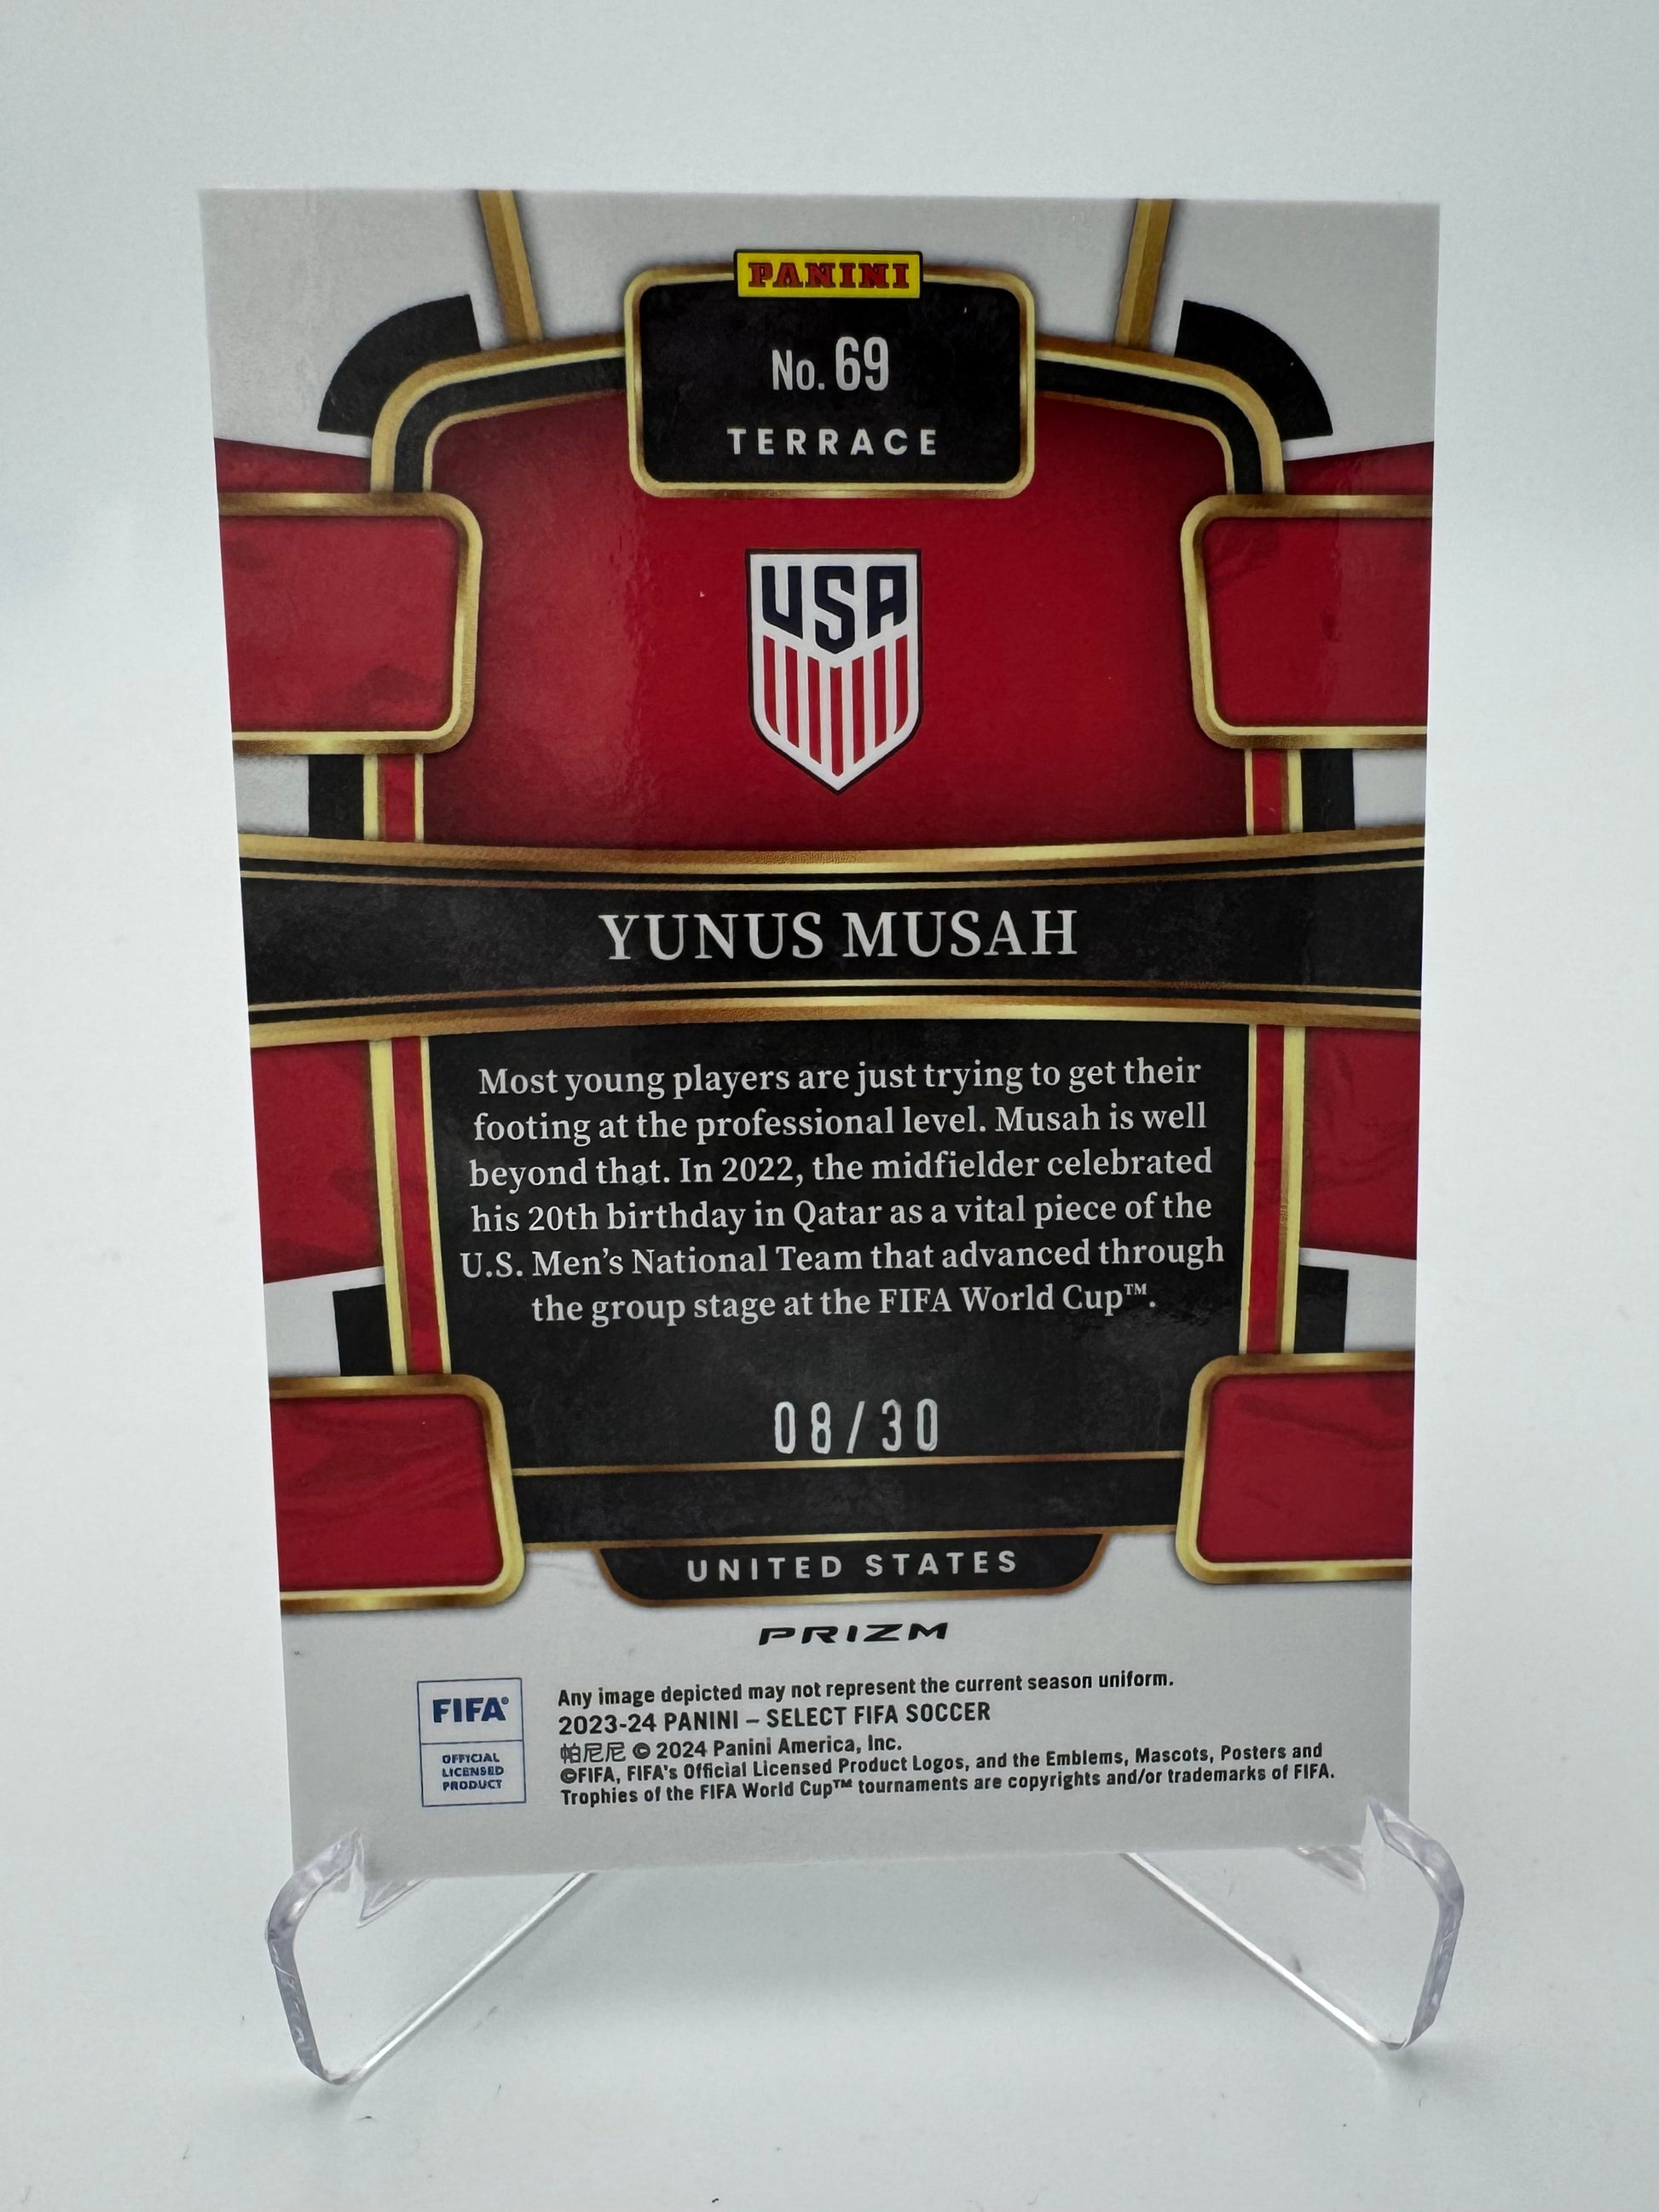 PANINI
No. 69
TERRACE
USA
YUNUS MUSAH
Most young players are just trying to get their
footing at the professional level. Musah is well
beyond that. In 2022, the midfielder celebrated
his 20th birthday in Qatar as a vital piece of the
U.S. Men’s National Team that advanced through
the group stage at the FIFA World Cup™.
08/30
UNITED STATES
PRIZM
FIFA®
OFFICIAL
LICENSED
PRODUCT
Any image depicted may not represent the current season uniform.
2023-24 PANINI – SELECT FIFA SOCCER
帕尼尼 © 2024 Panini America, Inc.
©FIFA, FIFA's Official Licensed Product Logos, and the Emblems, Mascots, Posters and
Trophies of the FIFA World Cup™ tournaments are copyrights and/or trademarks of FIFA.